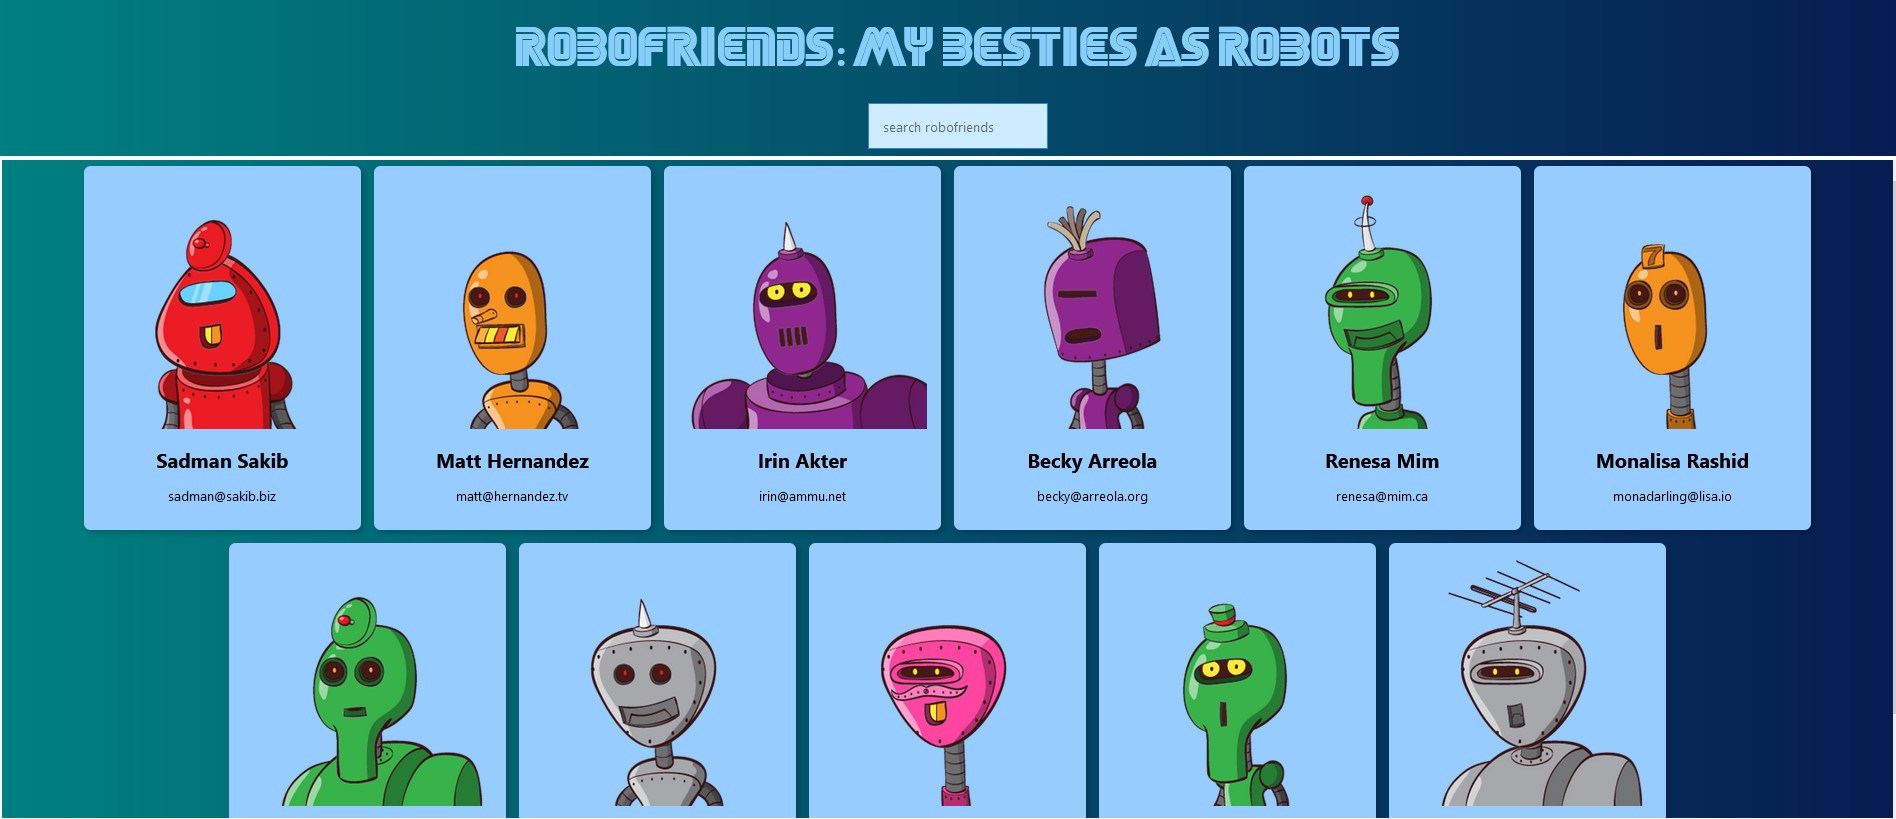 ROBOFRIENDS: MY BESTIES AS ROBOTS
search robofriends
7
Sadman Sakib
Matt Hernandez
Irin Akter
Becky Arreola
Renesa Mim
Monalisa Rashid
sadman@sakib.biz
matt@hernandez.tv
irin@ammu.net
becky@arreola.org
renesa@mim.ca
monadarling@lisa.io